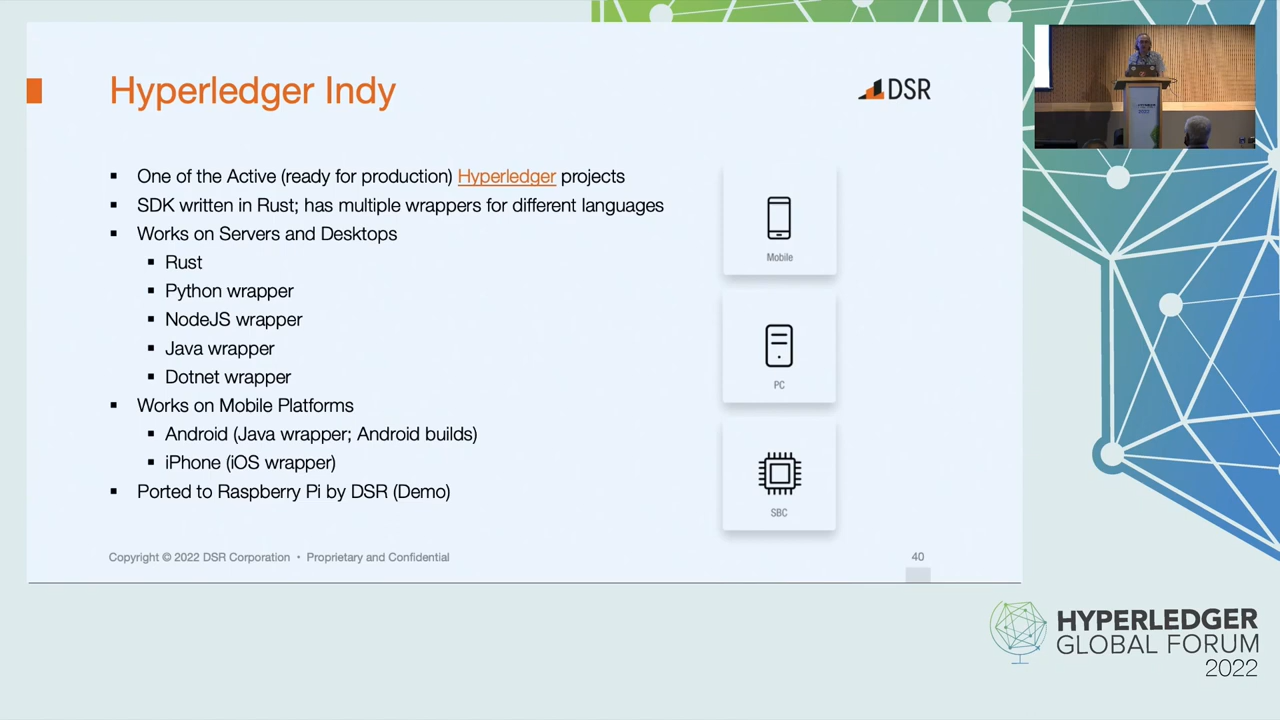 Hyperledger Indy
DSR
One of the Active (ready for production) Hyperledger projects
SDK written in Rust; has multiple wrappers for different languages
Works on Servers and Desktops
Rust
Python wrapper
NodeJS wrapper
Java wrapper
Dotnet wrapper
Works on Mobile Platforms
Android (Java wrapper; Android builds)
iPhone (iOS wrapper)
Ported to Raspberry Pi by DSR (Demo)
Mobile
PC
SBC
Copyright © 2022 DSR Corporation • Proprietary and Confidential
40
HYPERLEDGER
GLOBAL FORUM
2022